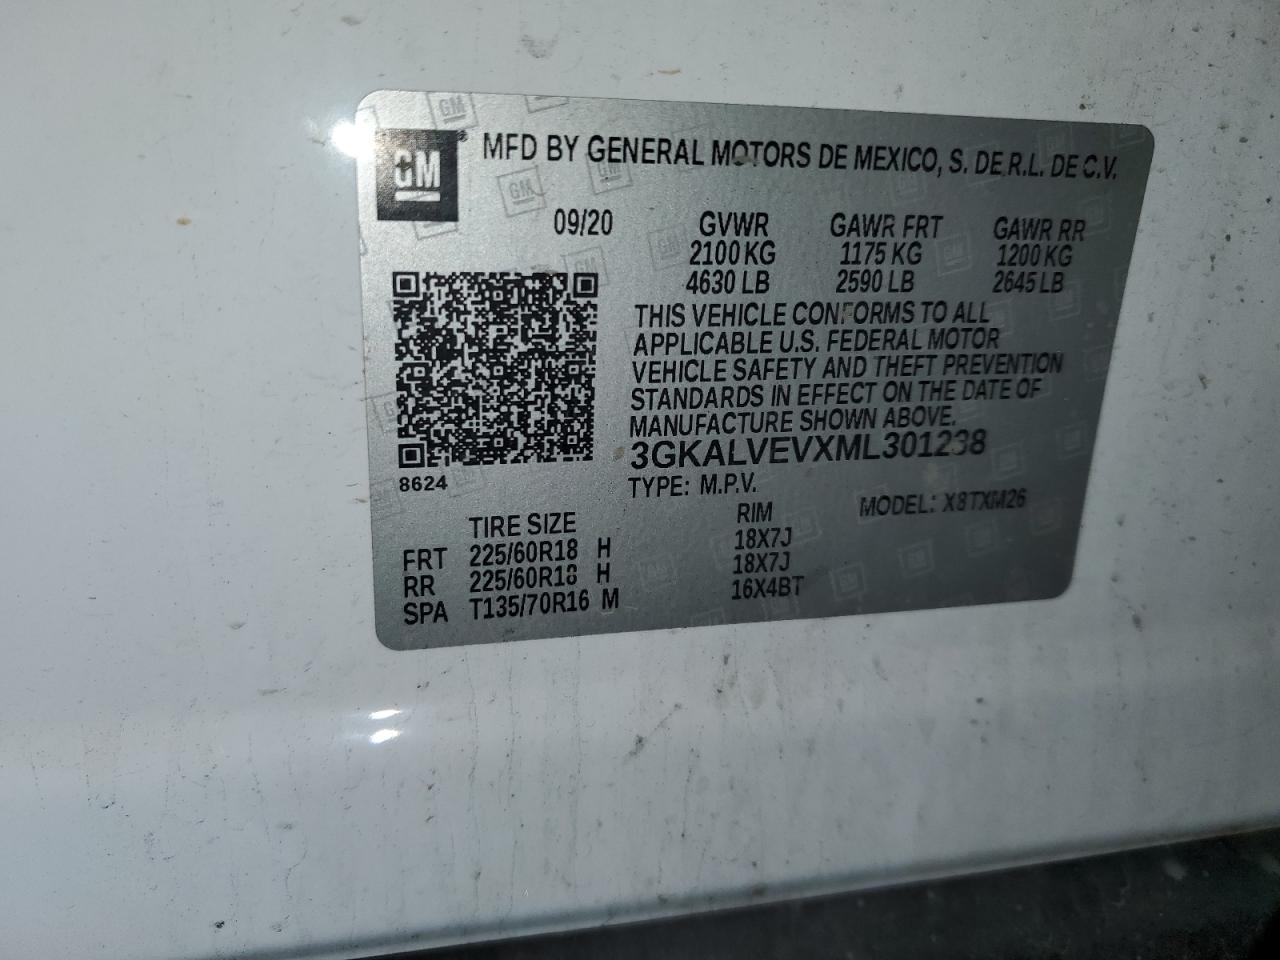 GM
MFD BY GENERAL MOTORS DE MEXICO, S. DE R.L. DE C.V.
09/20 GVWR GAWR FRT GAWR RR
2100 KG 1175 KG 1200 KG
4630 LB 2590 LB 2645 LB
THIS VEHICLE CONFORMS TO ALL
APPLICABLE U.S. FEDERAL MOTOR
VEHICLE SAFETY AND THEFT PREVENTION
STANDARDS IN EFFECT ON THE DATE OF
MANUFACTURE SHOWN ABOVE.
3GKALVEVXML301238
8624 TYPE: M.P.V. MODEL: X8TXM26
TIRE SIZE RIM
FRT 225/60R18 H 18X7J
RR 225/60R18 H 18X7J
SPA T135/70R16 M 16X4BT